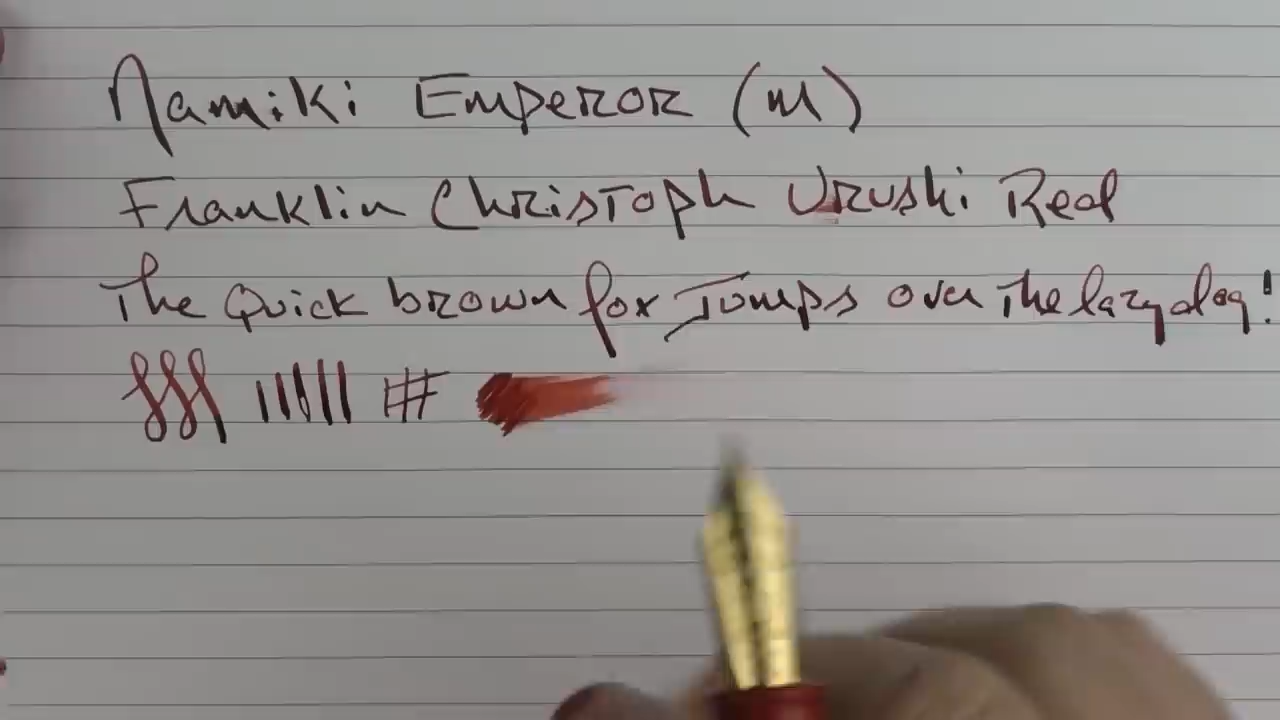 Namiki Emperor (M)
Franklin Christoph Urushi Red
The Quick brown fox Jumps over The lazy dog!